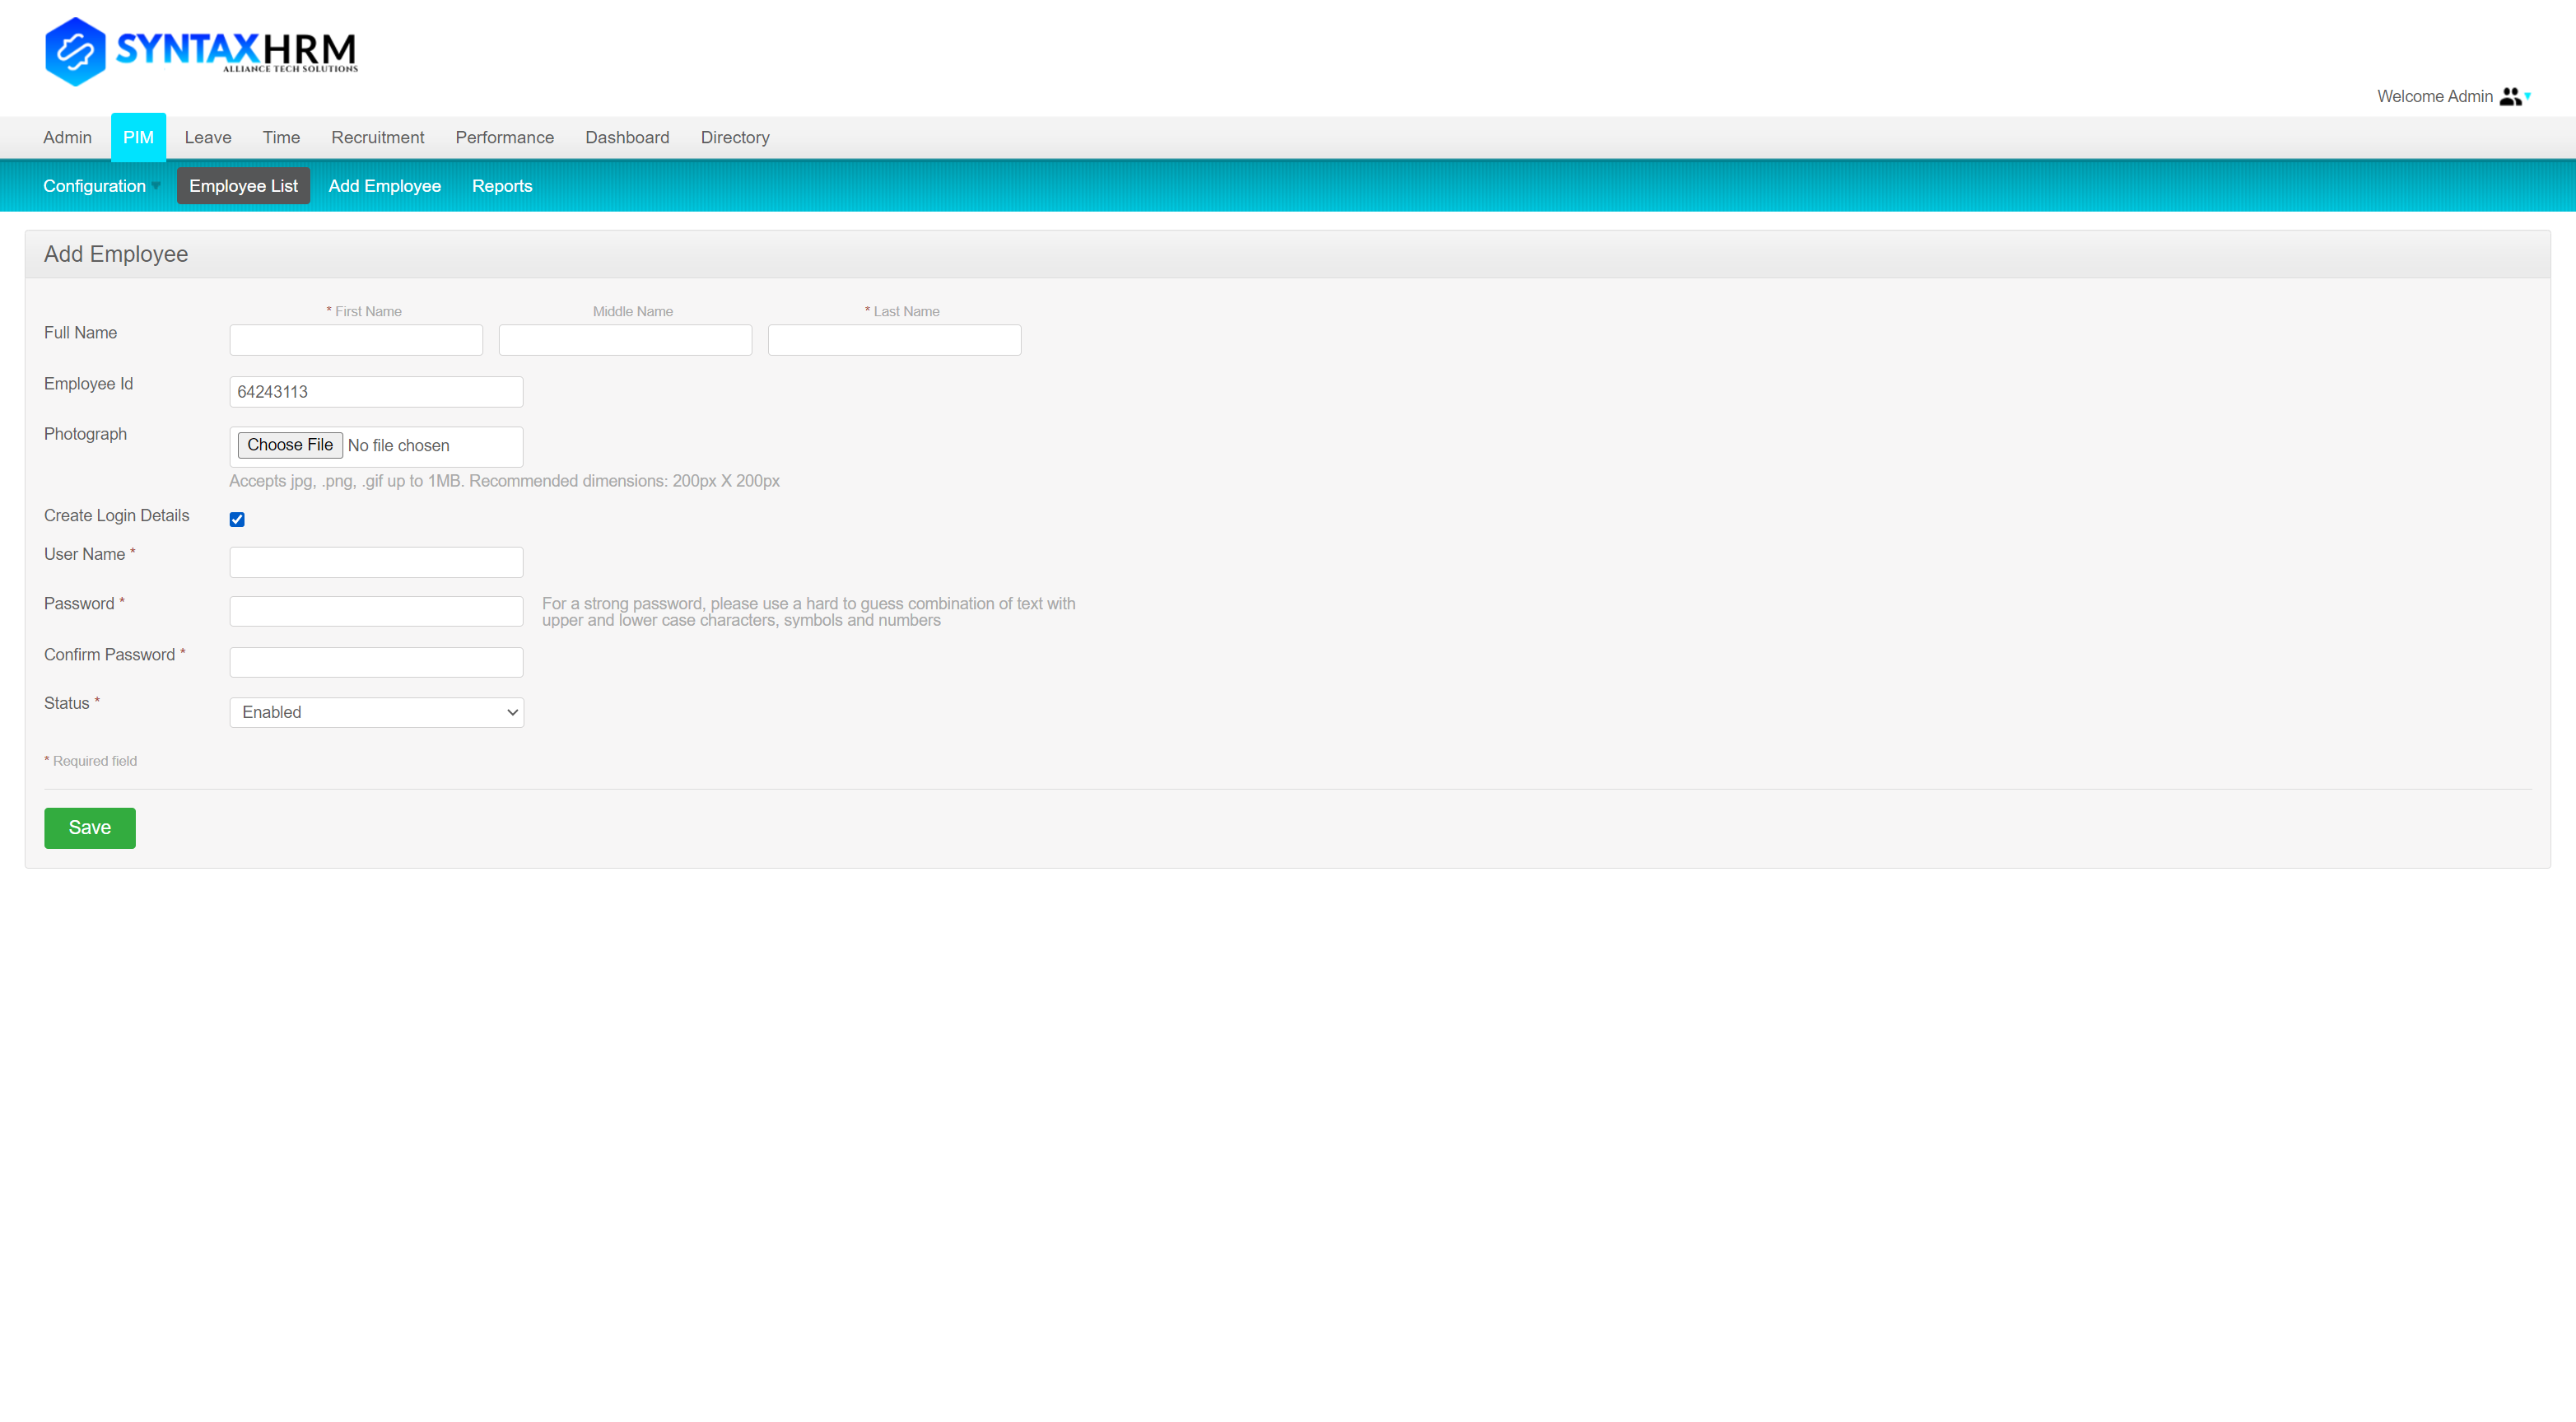 SYNTAXHRM
ALLIANCE TECH SOLUTIONS
Welcome Admin
Admin PIM Leave Time Recruitment Performance Dashboard Directory
Configuration Employee List Add Employee Reports
Add Employee
* First Name Middle Name * Last Name
Full Name
Employee Id 64243113
Photograph Choose File No file chosen
Accepts jpg, .png, .gif up to 1MB. Recommended dimensions: 200px X 200px
Create Login Details
User Name *
Password * For a strong password, please use a hard to guess combination of text with
upper and lower case characters, symbols and numbers
Confirm Password *
Status * Enabled
* Required field
Save